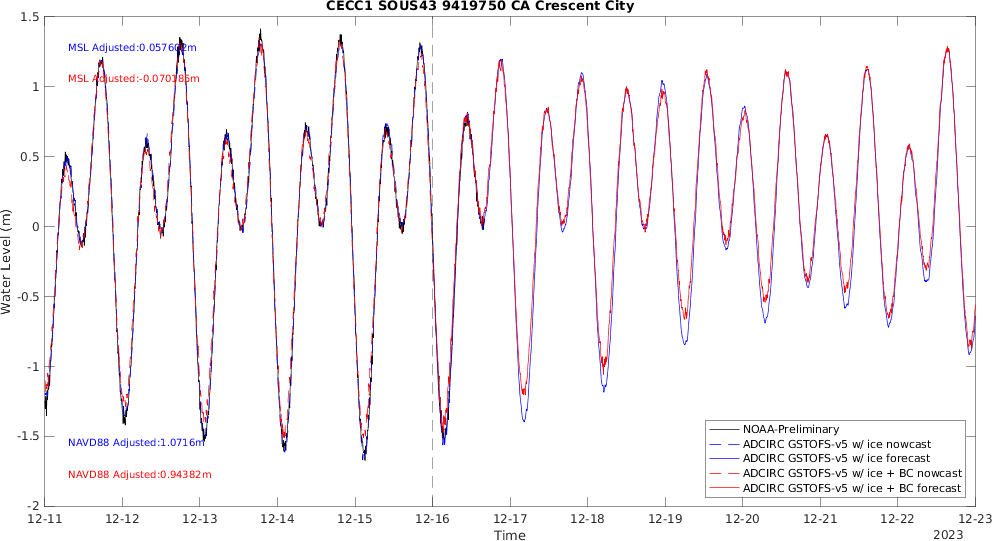 CECC1 SOUS43 9419750 CA Crescent City
1.5
1
0.5
0
-0.5
-1
-1.5
-2
Water Level (m)
MSL Adjusted:0.057602m
MSL Adjusted:-0.070186m
NAVD88 Adjusted:1.0716m
NAVD88 Adjusted:0.94382m
NOAA-Preliminary
ADCIRC GSTOFS-v5 w/ ice nowcast
ADCIRC GSTOFS-v5 w/ ice forecast
ADCIRC GSTOFS-v5 w/ ice + BC nowcast
ADCIRC GSTOFS-v5 w/ ice + BC forecast
12-11 12-12 12-13 12-14 12-15 12-16 12-17 12-18 12-19 12-20 12-21 12-22 12-23
Time
2023